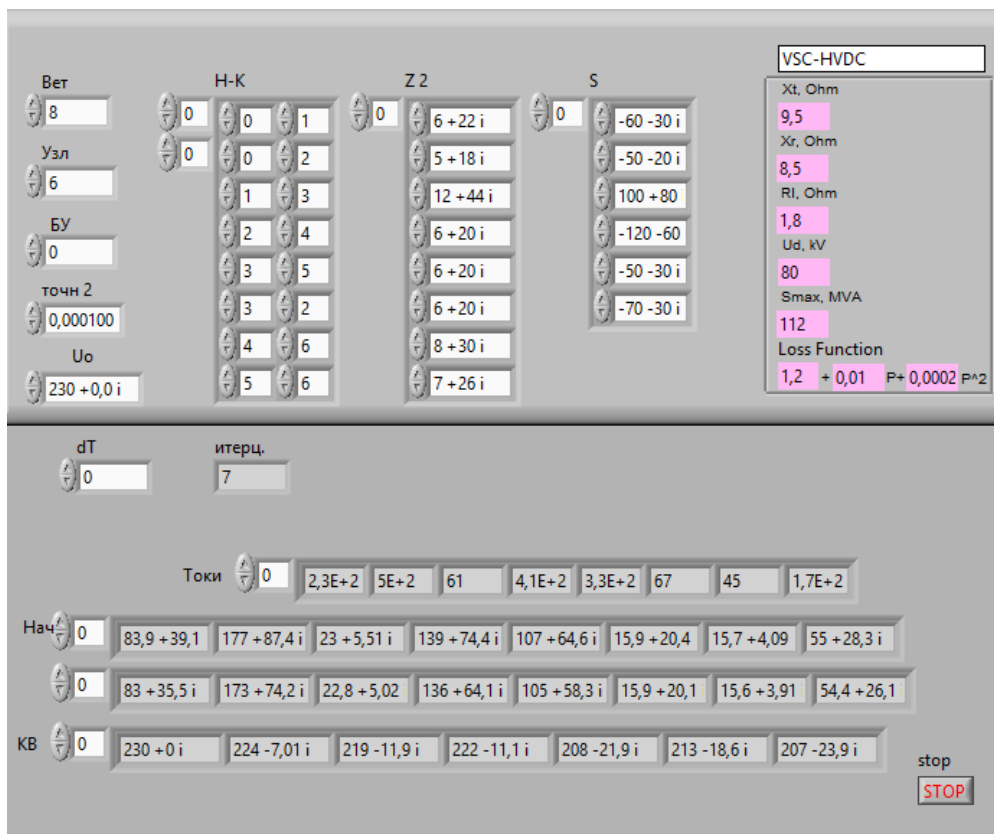 VSC-HVDC
Вет
8
Узл
6
БУ
0
точн 2
0,000100
Uo
230 +0,0 i
Н-К
0
0
0 1
0 2
1 3
2 4
3 5
3 2
4 6
5 6
Z 2
0
6 +22 i
5 +18 i
12 +44 i
6 +20 i
6 +20 i
6 +20 i
8 +30 i
7 +26 i
S
0
-60 -30 i
-50 -20 i
100 +80
-120 -60
-50 -30 i
-70 -30 i
Xt, Ohm
9,5
Xr, Ohm
8,5
RI, Ohm
1,8
Ud, kV
80
Smax, MVA
112
Loss Function
1,2 + 0,01 P+ 0,0002 P^2
dT
0
итерц.
7
Токи 0 2,3E+2 5E+2 61 4,1E+2 3,3E+2 67 45 1,7E+2
Нач 0 83,9 +39,1 177 +87,4 i 23 +5,51 i 139 +74,4 i 107 +64,6 i 15,9 +20,4 15,7 +4,09 55 +28,3 i
0 83 +35,5 i 173 +74,2 i 22,8 +5,02 136 +64,1 i 105 +58,3 i 15,9 +20,1 15,6 +3,91 54,4 +26,1
КВ 0 230 +0 i 224 -7,01 i 219 -11,9 i 222 -11,1 i 208 -21,9 i 213 -18,6 i 207 -23,9 i
stop
STOP